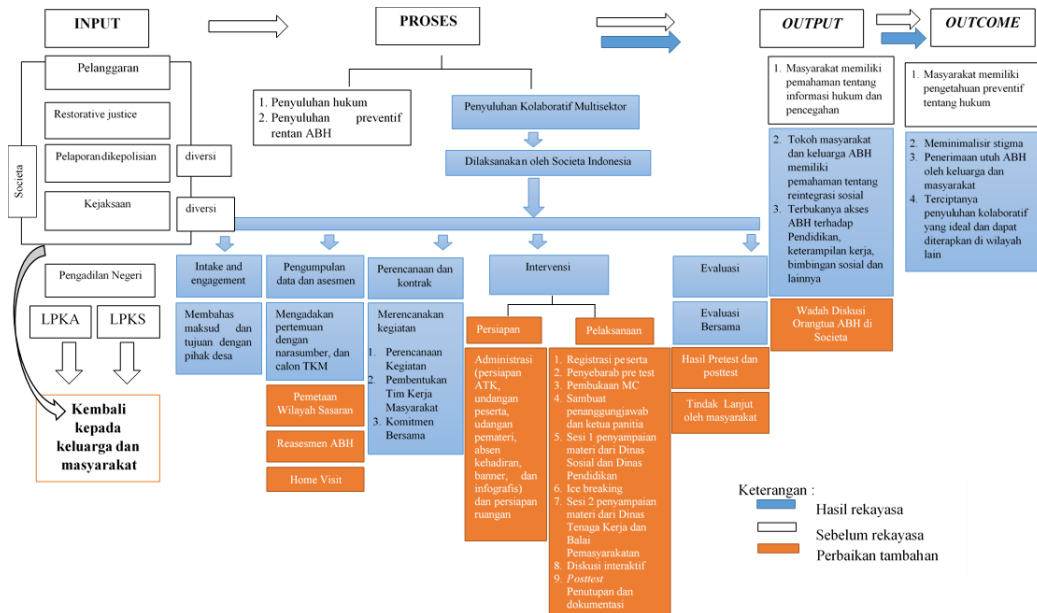 INPUT
PROSES
OUTPUT
OUTCOME
Pelanggaran
Restorative justice
Pelaporandikepolisian
diversi
Kejaksaan
diversi
Societa
Pengadilan Negeri
LPKA
LPKS
Kembali
kepada
keluarga dan
masyarakat
1. Penyuluhan hukum
2. Penyuluhan preventif
rentan ABH
Penyuluhan Kolaboratif Multisektor
Dilaksanakan oleh Societa Indonesia
Intake and
engagement
Membahas
maksud dan
tujuan dengan
pihak desa
Pengumpulan
data dan asesmen
Mengadakan
pertemuan
dengan
narasumber, dan
calon TKM
Pemetaan
Wilayah Sasaran
Reasesmen ABH
Home Visit
Perencanaan dan
kontrak
Merencanakan
kegiatan
1. Perencanaan
Kegiatan
2. Pembentukan
Tim Kerja
Masyarakat
3. Komitmen
Bersama
Intervensi
Persiapan
Administrasi
(persiapan ATK,
undangan
peserta,
udangan
pemateri,
absen
kehadiran,
banner, dan
infografis)
dan persiapan
ruangan
Pelaksanaan
1. Registrasi peserta
2. Penyebarab pre test
3. Pembukaan MC
4. Sambuat
penanggungjawab
dan ketua panitia
5. Sesi 1 penyampaian
materi dari Dinas
Sosial dan Dinas
Pendidikan
6. Ice breaking
7. Sesi 2 penyampaian
materi dari Dinas
Tenaga Kerja dan
Balai
Pemasyarakatan
8. Diskusi interaktif
9. Posttest
Penutupan dan
dokumentasi
Evaluasi
Evaluasi
Bersama
Hasil Pretest dan
posttest
Tindak Lanjut
oleh masyarakat
1. Masyarakat memiliki
pemahaman tentang
informasi hukum dan
pencegahan
2. Tokoh masyarakat
dan keluarga ABH
memiliki
pemahaman tentang
reintegrasi sosial
3. Terbukanya akses
ABH terhadap
Pendidikan,
keterampilan kerja,
bimbingan sosial dan
lainnya
Wadah Diskusi
Orangtua ABH di
Societa
1. Masyarakat memiliki
pengetahuan preventif
tentang hukum
2. Meminimalisir stigma
3. Penerimaan utuh ABH
oleh keluarga dan
masyarakat
4. Terciptanya
penyuluhan kolaboratif
yang ideal dan dapat
diterapkan di wilayah
lain
Keterangan :
Hasil rekayasa
Sebelum rekayasa
Perbaikan tambahan